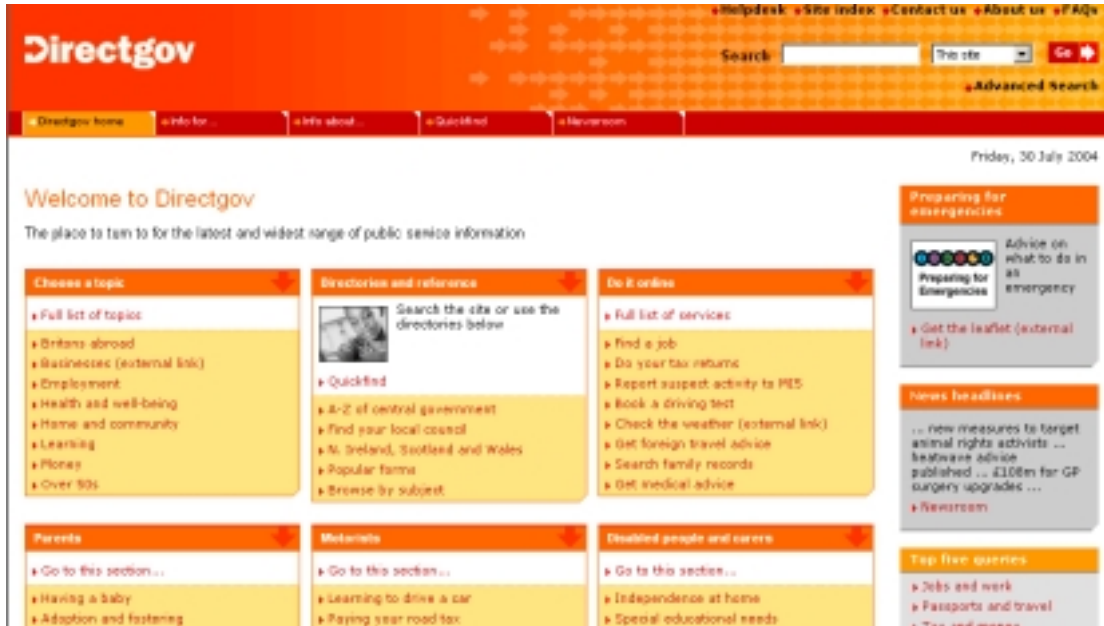 Helpdesk Site index Contact us About us FAQs
Directgov
Search This site Go
Advanced Search
Directgov home Info for... Info about... Quickfind Newsroom
Friday, 30 July 2004
Welcome to Directgov
The place to turn to for the latest and widest range of public service information
Choose a topic
Full list of topics
Britons abroad
Businesses (external link)
Employment
Health and well-being
Home and community
Learning
Money
Over 50s
Directories and reference
Search the site or use the
directories below
Quickfind
A-Z of central government
Find your local council
N. Ireland, Scotland and Wales
Popular forms
Browse by subject
Do it online
Full list of services
Find a job
Do your tax returns
Report suspect activity to MI5
Book a driving test
Check the weather (external link)
Get foreign travel advice
Search family records
Get medical advice
Preparing for
emergencies
Preparing for
Emergencies
Advice on
what to do in
an
emergency
Get the leaflet (external
link)
News headlines
... new measures to target
animal rights activists ...
heatwave advice
published ... £108m for GP
surgery upgrades ...
Newsroom
Parents
Go to this section...
Having a baby
Adoption and fostering
Motorists
Go to this section...
Learning to drive a car
Paying your road tax
Disabled people and carers
Go to this section...
Independence at home
Special educational needs
Top five queries
Jobs and work
Passports and travel
Tax and money